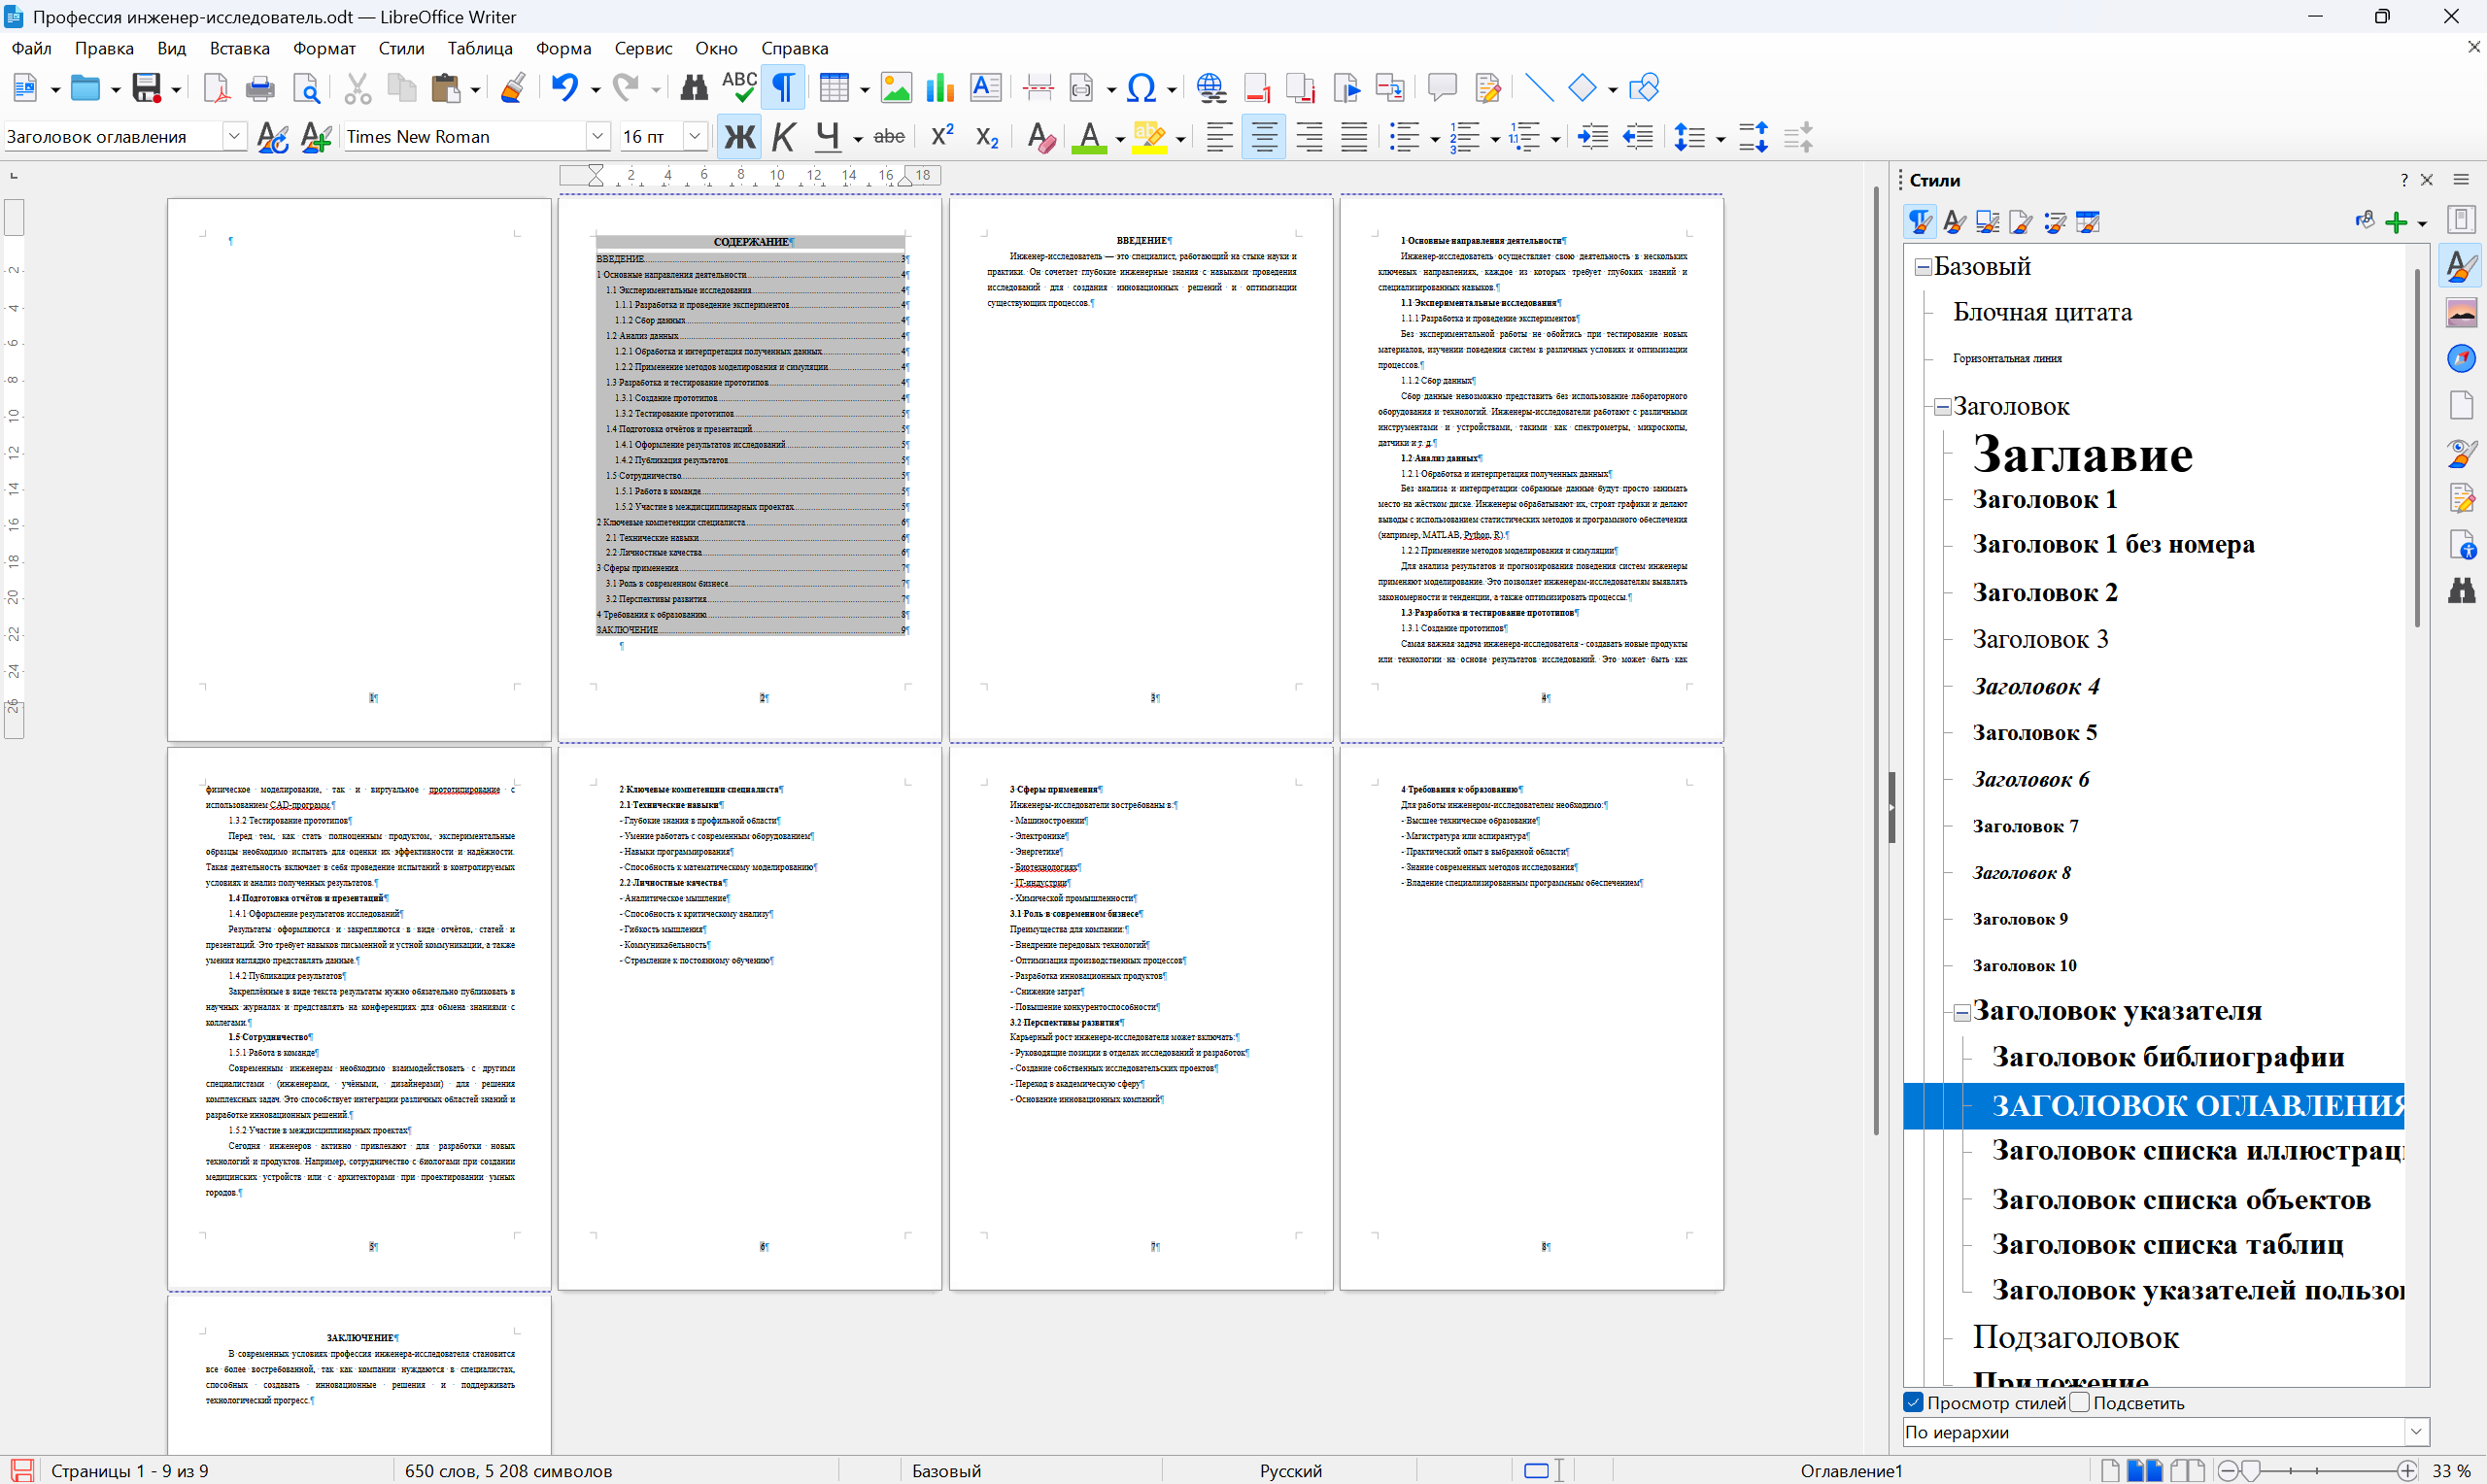 Профессия инженер-исследователь.odt — LibreOffice Writer
Файл Правка Вид Вставка Формат Стили Таблица Форма Сервис Окно Справка
Заголовок оглавления Times New Roman 16 пт
2 4 6 8 10 12 14 16 18
Стили
СОДЕРЖАНИЕ¶
ВВЕДЕНИЕ 3¶
1 Основные направления деятельности 4¶
1.1 Экспериментальные исследования 4¶
1.1.1 Разработка и проведение экспериментов 4¶
1.1.2 Сбор данных 4¶
1.2 Анализ данных 4¶
1.2.1 Обработка и интерпретация полученных данных 4¶
1.2.2 Применение методов моделирования и симуляции 4¶
1.3 Разработка и тестирование прототипов 4¶
1.3.1 Создание прототипов 4¶
1.3.2 Тестирование прототипов 5¶
1.4 Подготовка отчётов и презентаций 5¶
1.4.1 Оформление результатов исследований 5¶
1.4.2 Публикация результатов 5¶
1.5 Сотрудничество 5¶
1.5.1 Работа в команде 5¶
1.5.2 Участие в междисциплинарных проектах 5¶
2 Ключевые компетенции специалиста 6¶
2.1 Технические навыки 6¶
2.2 Личностные качества 6¶
3 Сферы применения 7¶
3.1 Роль в современном бизнесе 7¶
3.2 Перспективы развития 7¶
4 Требования к образованию 8¶
ЗАКЛЮЧЕНИЕ 9¶
ВВЕДЕНИЕ¶
Инженер-исследователь — это специалист, работающий на стыке науки и
практики. Он сочетает глубокие инженерные знания с навыками проведения
исследований для создания инновационных решений и оптимизации
существующих процессов.¶
1 Основные направления деятельности¶
Инженер-исследователь осуществляет свою деятельность в нескольких
ключевых направлениях, каждое из которых требует глубоких знаний и
специализированных навыков.¶
1.1 Экспериментальные исследования¶
1.1.1 Разработка и проведение экспериментов¶
Без экспериментальной работы не обойтись при тестирование новых
материалов, изучении поведения систем в различных условиях и оптимизации
процессов.¶
1.1.2 Сбор данных¶
Сбор данные невозможно представить без использование лабораторного
оборудования и технологий. Инженеры-исследователи работают с различными
инструментами и устройствами, такими как спектрометры, микроскопы,
датчики и т. д.¶
1.2 Анализ данных¶
1.2.1 Обработка и интерпретация полученных данных¶
Без анализа и интерпретации собранные данные будут просто занимать
место на жёстком диске. Инженеры обрабатывают их, строят графики и делают
выводы с использованием статистических методов и программного обеспечения
(например, MATLAB, Python, R).¶
1.2.2 Применение методов моделирования и симуляции¶
Для анализа результатов и прогнозирования поведения систем инженеры
применяют моделирование. Это позволяет инженерам-исследователям выявлять
закономерности и тенденции, а также оптимизировать процессы.¶
1.3 Разработка и тестирование прототипов¶
1.3.1 Создание прототипов¶
Самая важная задача инженера-исследователя - создавать новые продукты
или технологии на основе результатов исследований. Это может быть как
1¶ 2¶ 3¶ 4¶
физическое моделирование, так и виртуальное прототипирование с
использованием CAD-программ.¶
1.3.2 Тестирование прототипов¶
Перед тем, как стать полноценным продуктом, экспериментальные
образцы необходимо испытать для оценки их эффективности и надёжности.
Такая деятельность включает в себя проведение испытаний в контролируемых
условиях и анализ полученных результатов.¶
1.4 Подготовка отчётов и презентаций¶
1.4.1 Оформление результатов исследований¶
Результаты оформляются и закрепляются в виде отчётов, статей и
презентаций. Это требует навыков письменной и устной коммуникации, а также
умения наглядно представлять данные.¶
1.4.2 Публикация результатов¶
Закреплённые в виде текста результаты нужно обязательно публиковать в
научных журналах и представлять на конференциях для обмена знаниями с
коллегами.¶
1.5 Сотрудничество¶
1.5.1 Работа в команде¶
Современным инженерам необходимо взаимодействовать с другими
специалистами (инженерами, учёными, дизайнерами) для решения
комплексных задач. Это способствует интеграции различных областей знаний и
разработке инновационных решений.¶
1.5.2 Участие в междисциплинарных проектах¶
Сегодня инженеров активно привлекают для разработки новых
технологий и продуктов. Например, сотрудничество с биологами при создании
медицинских устройств или с архитекторами при проектировании умных
городов.¶
2 Ключевые компетенции специалиста¶
2.1 Технические навыки¶
- Глубокие знания в профильной области¶
- Умение работать с современным оборудованием¶
- Навыки программирования¶
- Способность к математическому моделированию¶
2.2 Личностные качества¶
- Аналитическое мышление¶
- Способность к критическому анализу¶
- Гибкость мышления¶
- Коммуникабельность¶
- Стремление к постоянному обучению¶
3 Сферы применения¶
Инженеры-исследователи востребованы в:¶
- Машиностроении¶
- Электронике¶
- Энергетике¶
- Биотехнологиях¶
- IT-индустрии¶
- Химической промышленности¶
3.1 Роль в современном бизнесе¶
Преимущества для компании:¶
- Внедрение передовых технологий¶
- Оптимизация производственных процессов¶
- Разработка инновационных продуктов¶
- Снижение затрат¶
- Повышение конкурентоспособности¶
3.2 Перспективы развития¶
Карьерный рост инженера-исследователя может включать:¶
- Руководящие позиции в отделах исследований и разработок¶
- Создание собственных исследовательских проектов¶
- Переход в академическую сферу¶
- Основание инновационных компаний¶
4 Требования к образованию¶
Для работы инженером-исследователем необходимо:¶
- Высшее техническое образование¶
- Магистратура или аспирантура¶
- Практический опыт в выбранной области¶
- Знание современных методов исследования¶
- Владение специализированным программным обеспечением¶
5¶ 6¶ 7¶ 8¶
ЗАКЛЮЧЕНИЕ¶
В современных условиях профессия инженера-исследователя становится
все более востребованной, так как компании нуждаются в специалистах,
способных создавать инновационные решения и поддерживать
технологический прогресс.¶
Базовый
Блочная цитата
Горизонтальная линия
Заголовок
Заглавие
Заголовок 1
Заголовок 1 без номера
Заголовок 2
Заголовок 3
Заголовок 4
Заголовок 5
Заголовок 6
Заголовок 7
Заголовок 8
Заголовок 9
Заголовок 10
Заголовок указателя
Заголовок библиографии
ЗАГОЛОВОК ОГЛАВЛЕНИЯ
Заголовок списка иллюстрац
Заголовок списка объектов
Заголовок списка таблиц
Заголовок указателей пользо
Подзаголовок
Приложение
Просмотр стилей Подсветить
По иерархии
Страницы 1 - 9 из 9 650 слов, 5 208 символов Базовый Русский Оглавление1 33 %